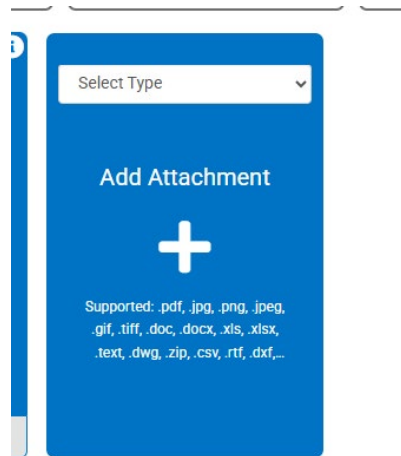 Select Type
Add Attachment
Supported: .pdf, .jpg, .png, .jpeg,
.gif, .tiff, .doc, .docx, .xls, .xlsx,
.text, .dwg, .zip, .csv, .rtf, .dxf,...